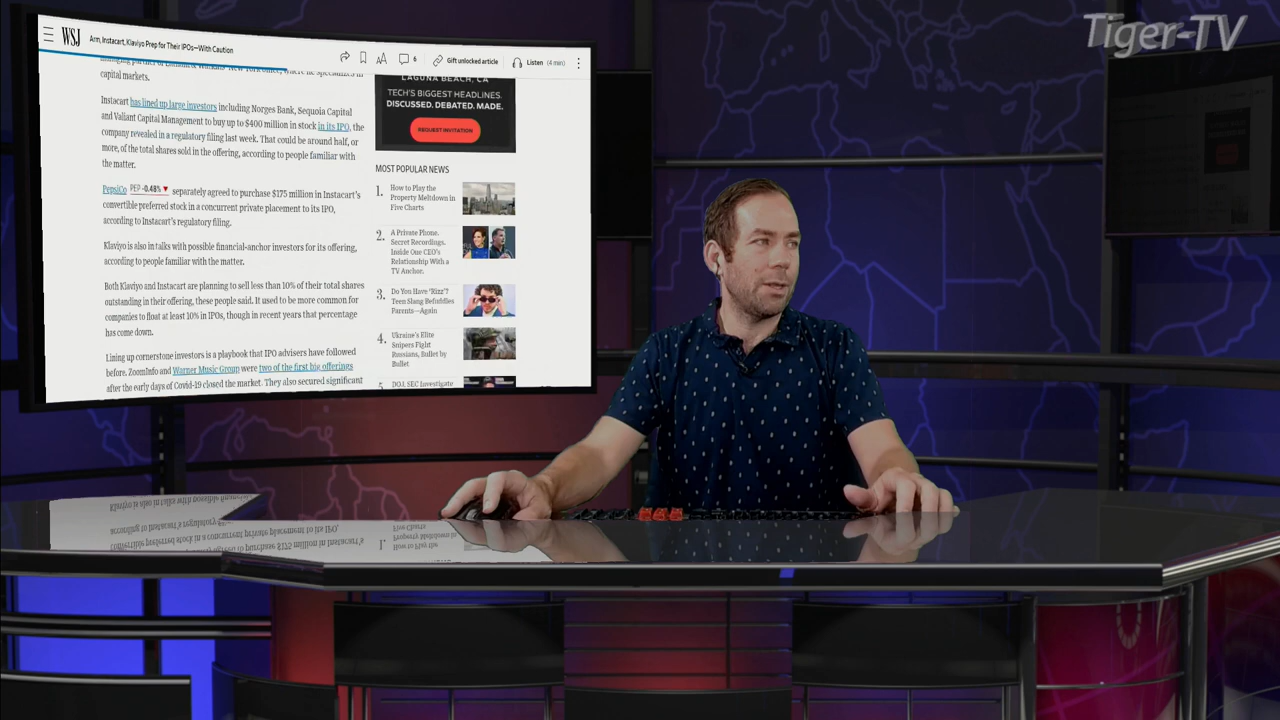 Tiger-TV
WSJ
Arm, Instacart, Klaviyo Prep for Their IPOs—With Caution
6
Gift unlocked article
Listen (4 min)
capital markets.
Instacart has lined up large investors including Norges Bank, Sequoia Capital
and Valiant Capital Management to buy up to $400 million in stock in its IPO, the
company revealed in a regulatory filing last week. That could be around half, or
more, of the total shares sold in the offering, according to people familiar with
the matter.
PepsiCo PEP -0.48% ▼ separately agreed to purchase $175 million in Instacart's
convertible preferred stock in a concurrent private placement to its IPO,
according to Instacart's regulatory filing.
Klaviyo is also in talks with possible financial-anchor investors for its offering,
according to people familiar with the matter.
Both Klaviyo and Instacart are planning to sell less than 10% of their total shares
outstanding in their offering, these people said. It used to be more common for
companies to float at least 10% in IPOs, though in recent years that percentage
has come down.
Lining up cornerstone investors is a playbook that IPO advisers have followed
before. ZoomInfo and Warner Music Group were two of the first big offerings
after the early days of Covid-19 closed the market. They also secured significant
LAGUNA BEACH, CA
TECH'S BIGGEST HEADLINES.
DISCUSSED. DEBATED. MADE.
REQUEST INVITATION
MOST POPULAR NEWS
1. How to Play the
Property Meltdown in
Five Charts
2. A Private Phone.
Secret Recordings.
Inside One CEO's
Relationship With a
TV Anchor.
3. Do You Have 'Rizz'?
Teen Slang Befuddles
Parents—Again
4. Ukraine's Elite
Snipers Fight
Russians, Bullet by
Bullet
5. DOJ, SEC Investigate